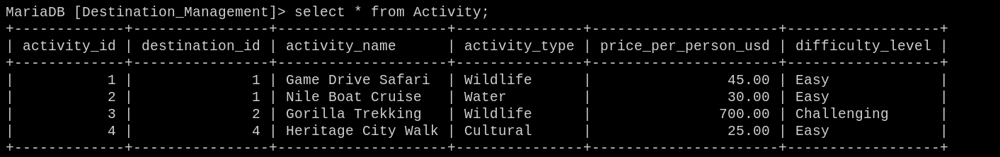 MariaDB [Destination_Management]> select * from Activity;
+-------------+----------------+--------------------+---------------+----------------------+------------------+
| activity_id | destination_id | activity_name      | activity_type | price_per_person_usd | difficulty_level |
+-------------+----------------+--------------------+---------------+----------------------+------------------+
|           1 |              1 | Game Drive Safari  | Wildlife      |                45.00 | Easy             |
|           2 |              1 | Nile Boat Cruise   | Water         |                30.00 | Easy             |
|           3 |              2 | Gorilla Trekking   | Wildlife      |               700.00 | Challenging      |
|           4 |              4 | Heritage City Walk | Cultural      |                25.00 | Easy             |
+-------------+----------------+--------------------+---------------+----------------------+------------------+